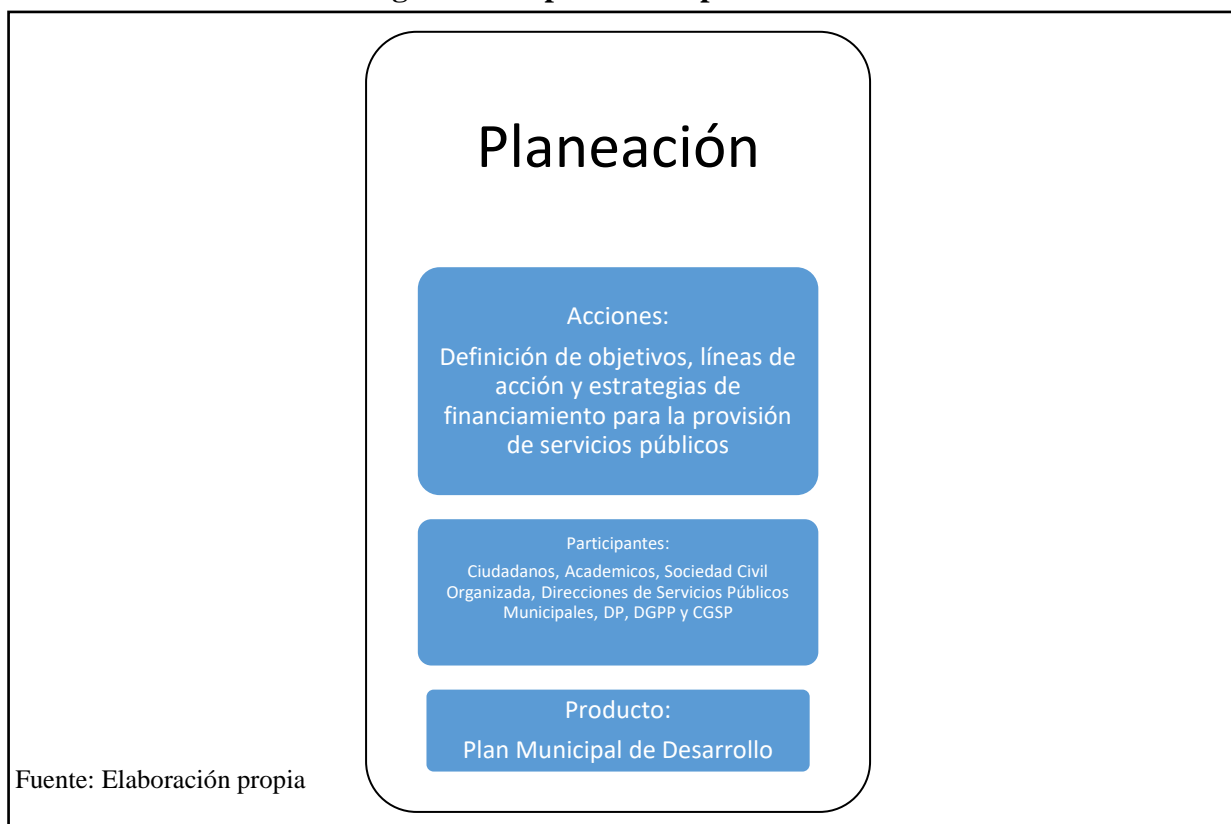 Planeación
Acciones:
Definición de objetivos, líneas de
acción y estrategias de
financiamiento para la provisión
de servicios públicos
Participantes:
Ciudadanos, Academicos, Sociedad Civil
Organizada, Direcciones de Servicios Públicos
Municipales, DP, DGPP y CGSP
Producto:
Plan Municipal de Desarrollo
Fuente: Elaboración propia